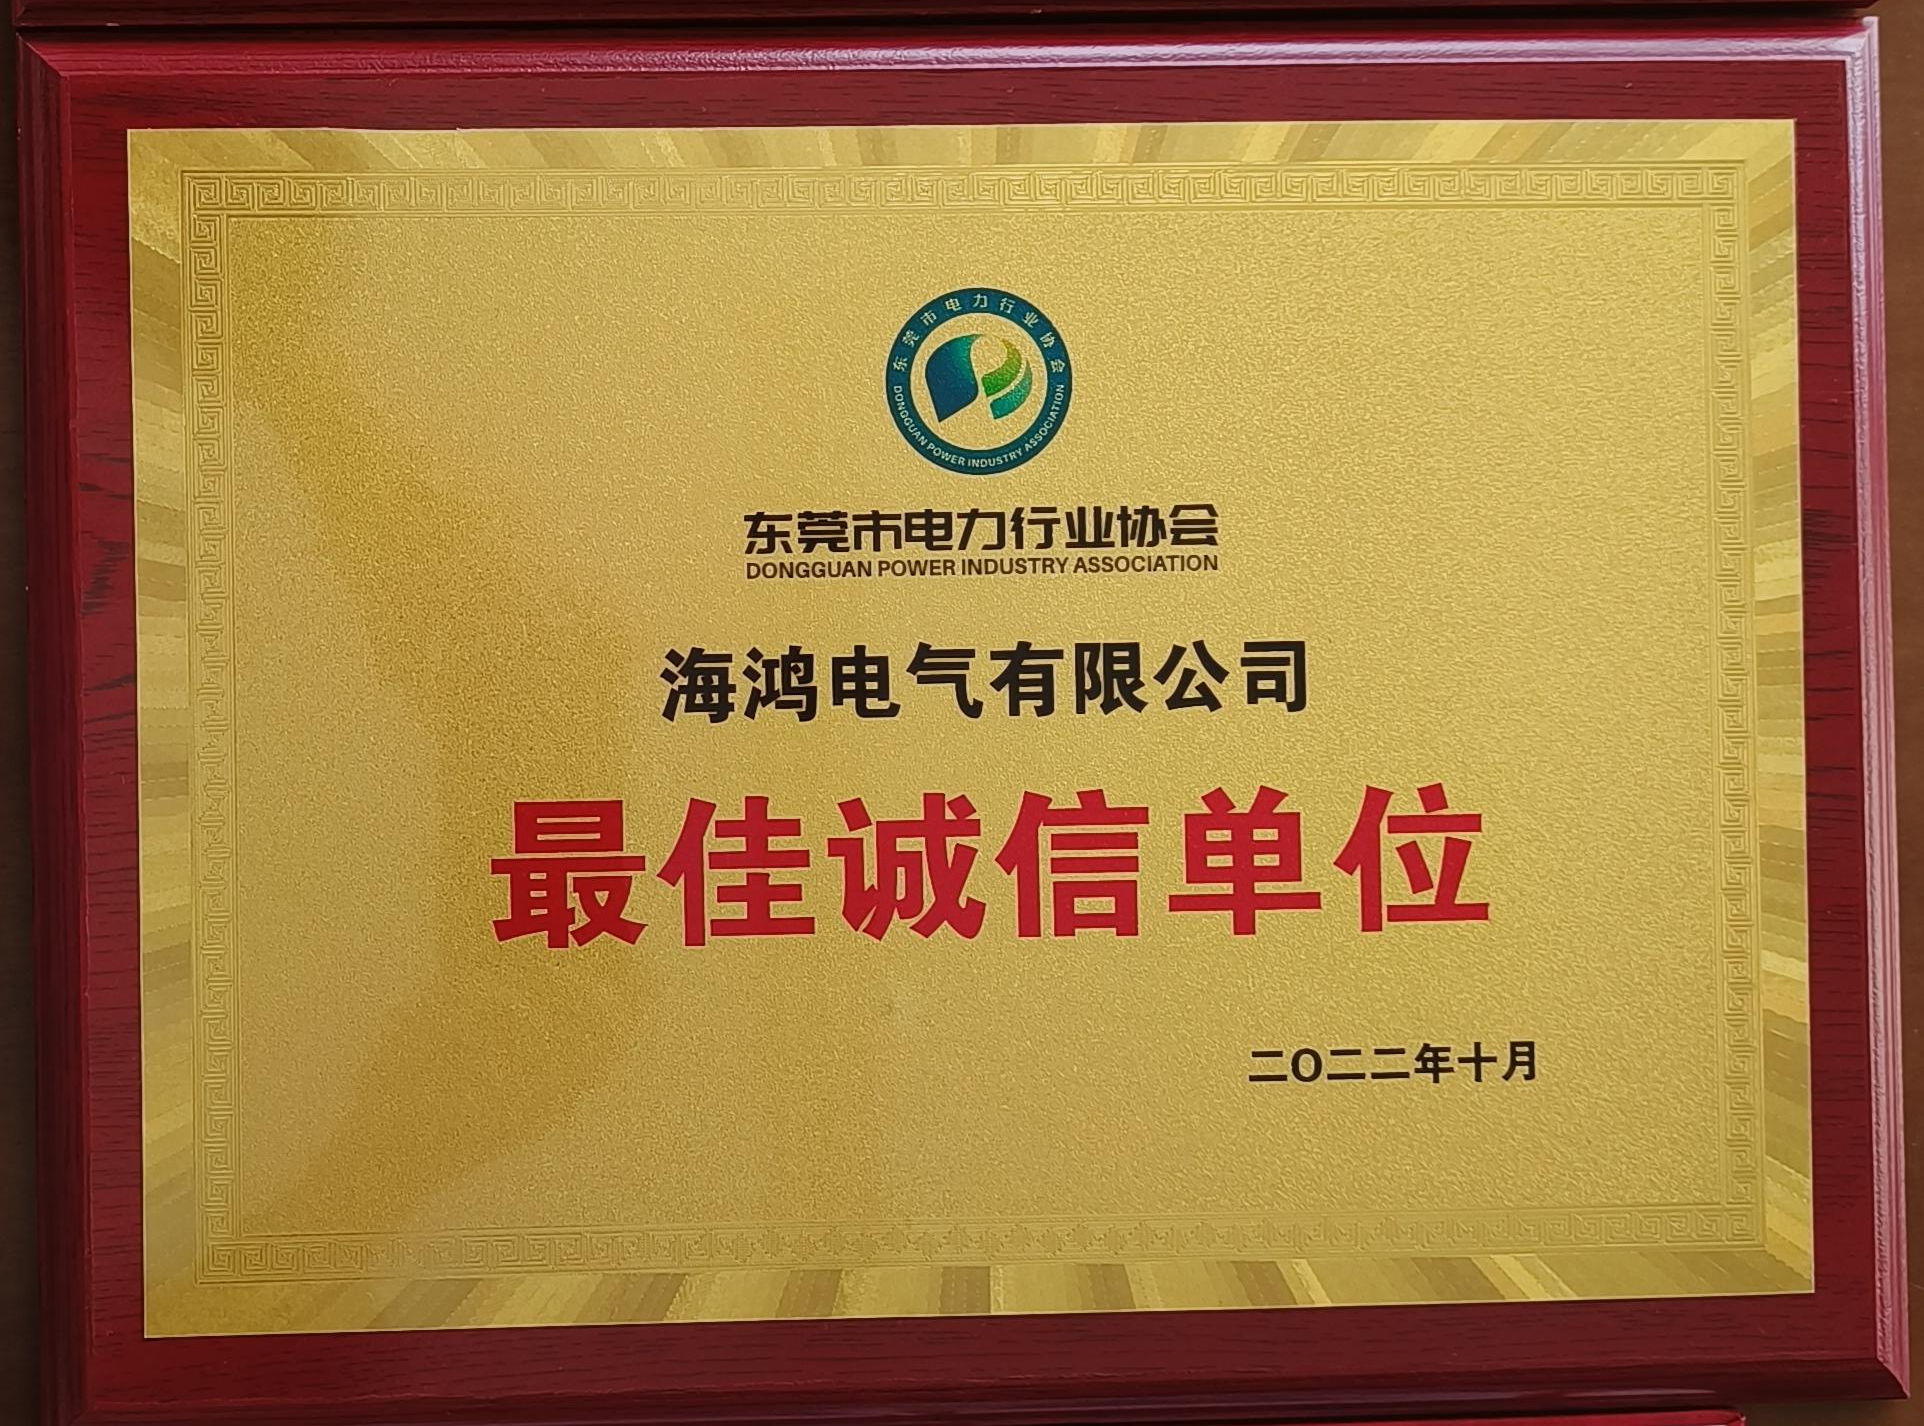 东莞市电力行业协会
DONGGUAN POWER INDUSTRY ASSOCIATION
东莞市电力行业协会
DONGGUAN POWER INDUSTRY ASSOCIATION
海鸿电气有限公司
最佳诚信单位
二〇二二年十月